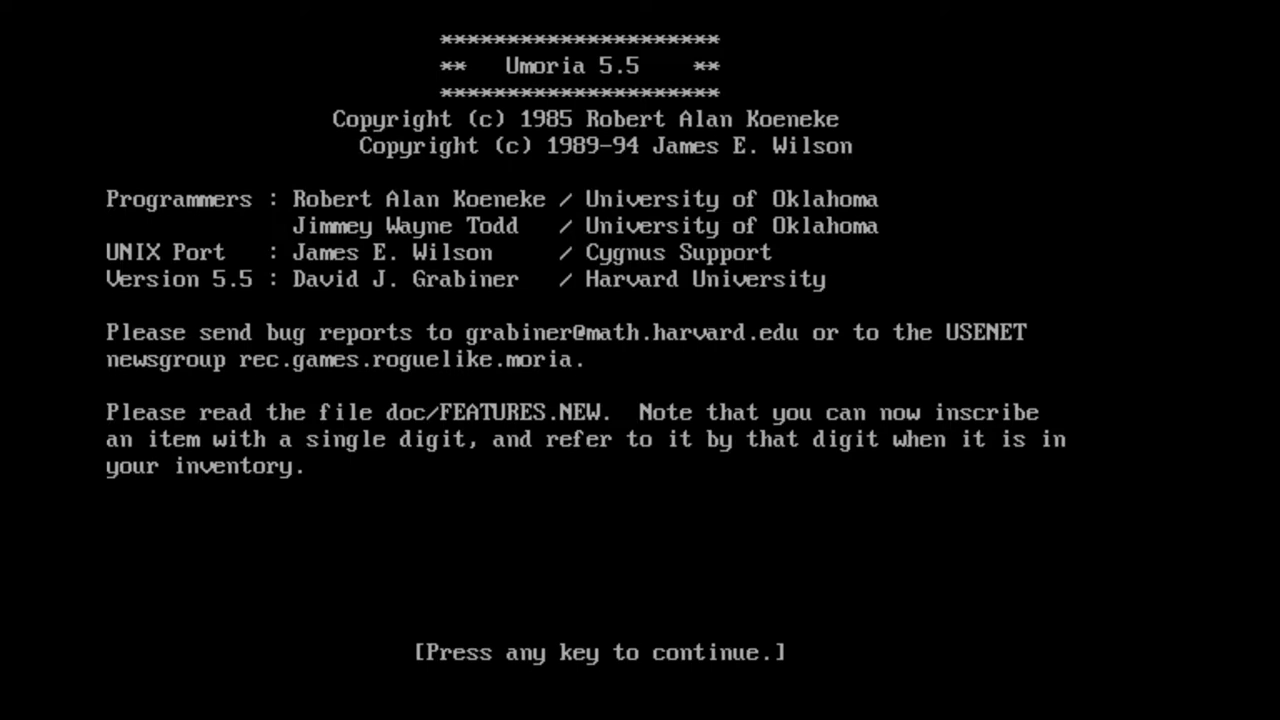 *********************
**   Umoria 5.5    **
*********************
Copyright (c) 1985 Robert Alan Koeneke
Copyright (c) 1989-94 James E. Wilson
Programmers : Robert Alan Koeneke / University of Oklahoma
Jimmey Wayne Todd   / University of Oklahoma
UNIX Port   : James E. Wilson     / Cygnus Support
Version 5.5 : David J. Grabiner   / Harvard University
Please send bug reports to grabiner@math.harvard.edu or to the USENET
newsgroup rec.games.roguelike.moria.
Please read the file doc/FEATURES.NEW.  Note that you can now inscribe
an item with a single digit, and refer to it by that digit when it is in
your inventory.
[Press any key to continue.]